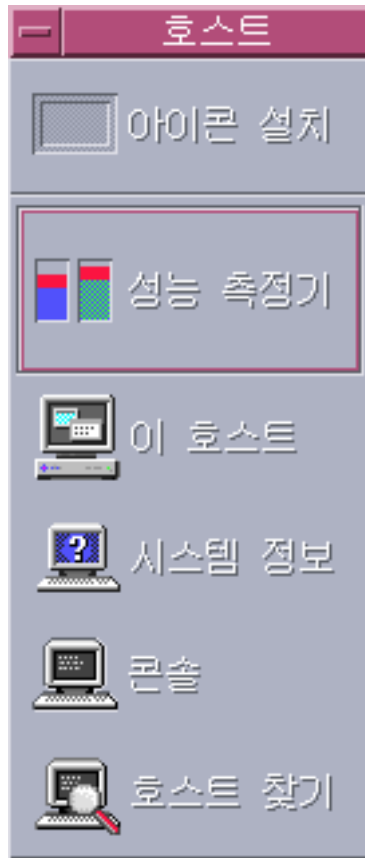 호스트
아이콘 설치
성능 측정기
이 호스트
?
시스템 정보
콘솔
호스트 찾기